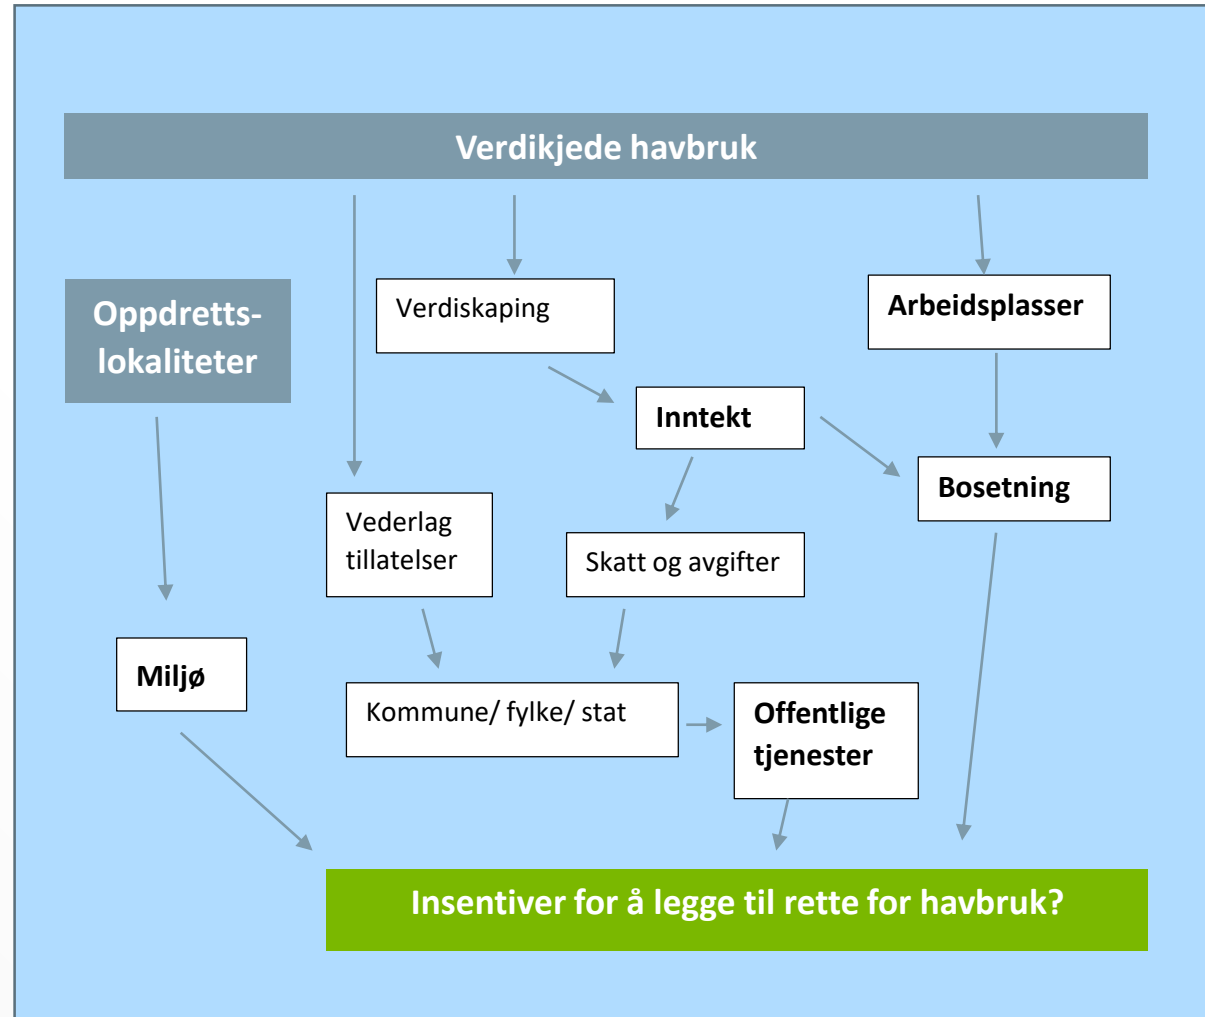 Verdikjede havbruk
Oppdretts-
lokaliteter
Verdiskaping
Arbeidsplasser
Inntekt
Bosetning
Vederlag
tillatelser
Skatt og avgifter
Miljø
Kommune/ fylke/ stat
Offentlige
tjenester
Insentiver for å legge til rette for havbruk?